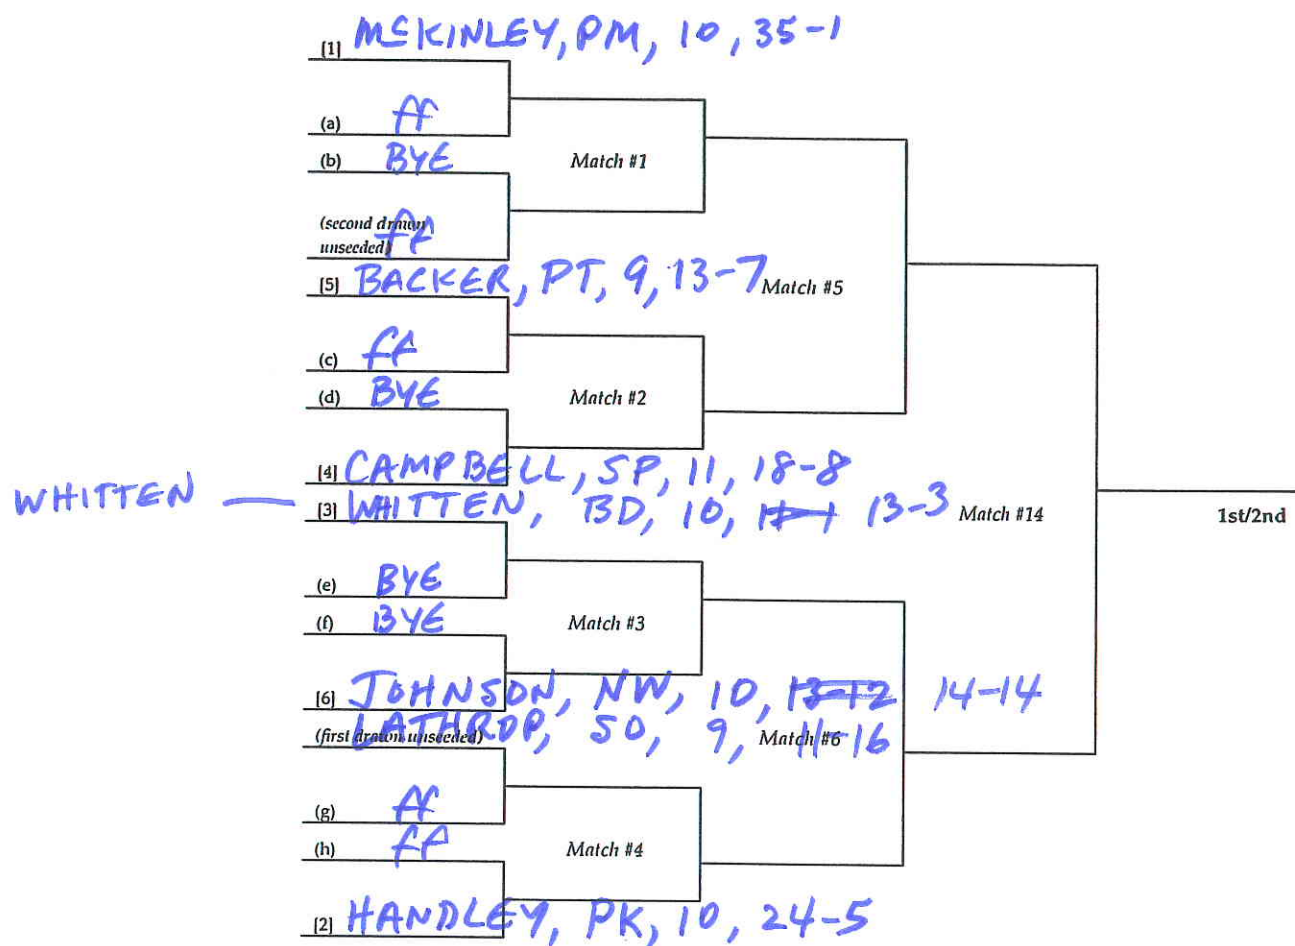 [1] McKINLEY, PM, 10, 35-1
(a) ff
(b) BYE
Match #1
(second drawn unseeded) ff
[5] BACKER, PT, 9, 13-7
Match #5
(c) ff
(d) BYE
Match #2
[4] CAMPBELL, SP, 11, 18-8
WHITTEN — [3] WHITTEN, BD, 10, 13-3
Match #14
1st/2nd
(e) BYE
(f) BYE
Match #3
[6] JOHNSON, NW, 10, 13-12 14-14
(first drawn unseeded) LATHROP, SD, 9, 11-16
Match #6
(g) ff
(h) ff
Match #4
[2] HANDLEY, PK, 10, 24-5